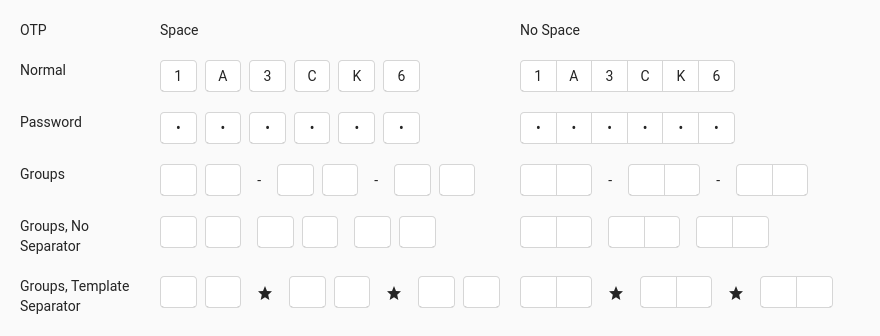 OTP Space No Space
Normal 1 A 3 C K 6 1 A 3 C K 6
Password • • • • • • • • • • • •
Groups - - - -
Groups, No
Separator
Groups, Template
Separator ★ ★ ★ ★